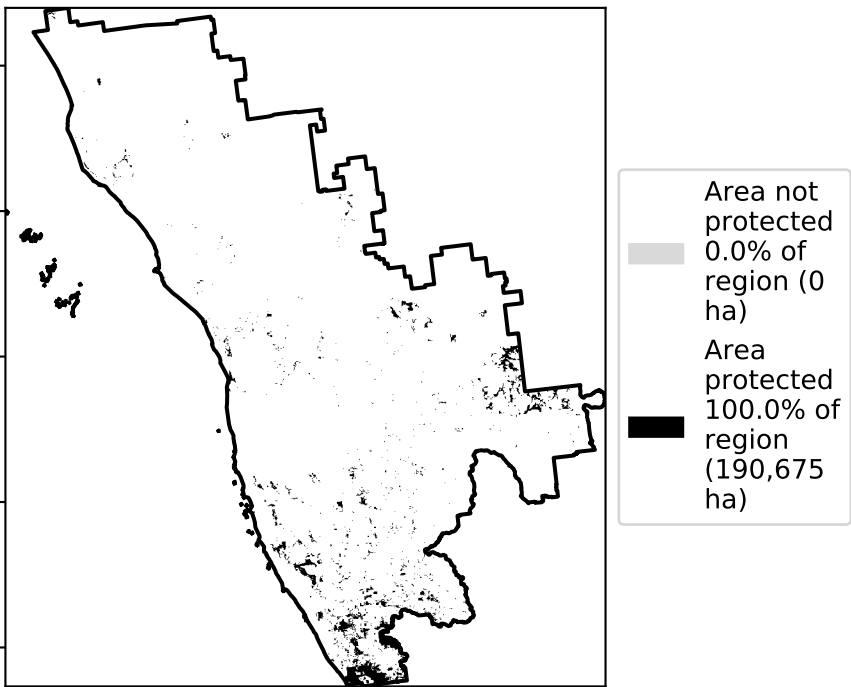 Area not
protected
0.0% of
region (0
ha)
Area
protected
100.0% of
region
(190,675
ha)